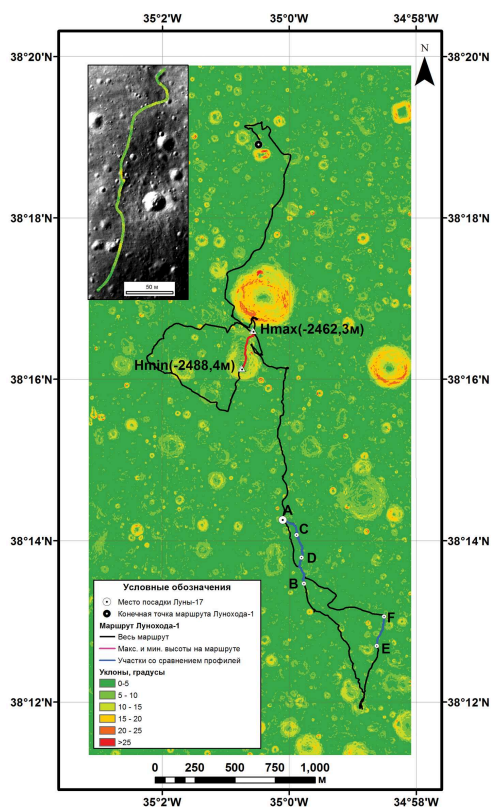 35°2' 35°0' 34°58'
N
38°20' 38°20'
50 м
38°18' 38°18'
Hmax(-2462,3м)
Hmin(-2488,4м)
38°16' 38°16'
A
38°14' C 38°14'
D
B
Условные обозначения
Место посадки Луны-17
Конечная точка маршрута Лунохода-1
F
Маршрут Лунохода-1
Весь маршрут
E
Макс. и мин. высоты на маршруте
Участки со сравнением профилей
Уклоны, градусы
0-5
38°12' 5 - 10 38°12'
10 - 15
15 - 20
20 - 25
>25
35°2' 35°0' 34°58'
0 250 500 750 1,000
М